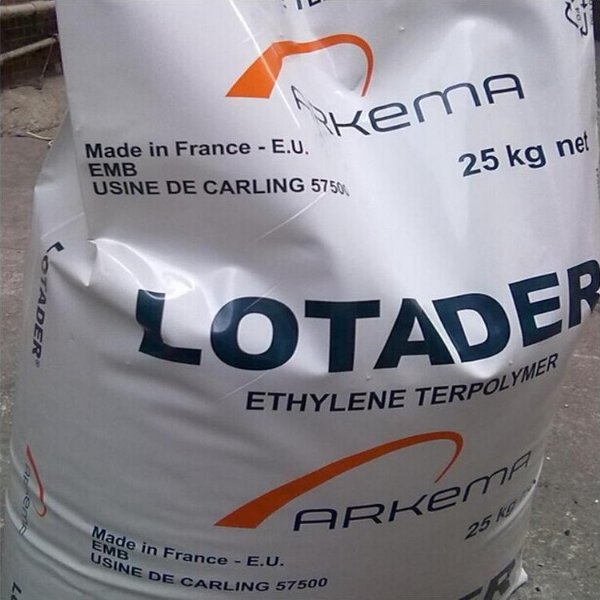 ARKEMA
Made in France - E.U.
EMB
USINE DE CARLING 57500
25 kg net
LOTADER
LOTADER®
ETHYLENE TERPOLYMER
ARKEMA
25 kg
Made in France - E.U.
EMB
USINE DE CARLING 57500